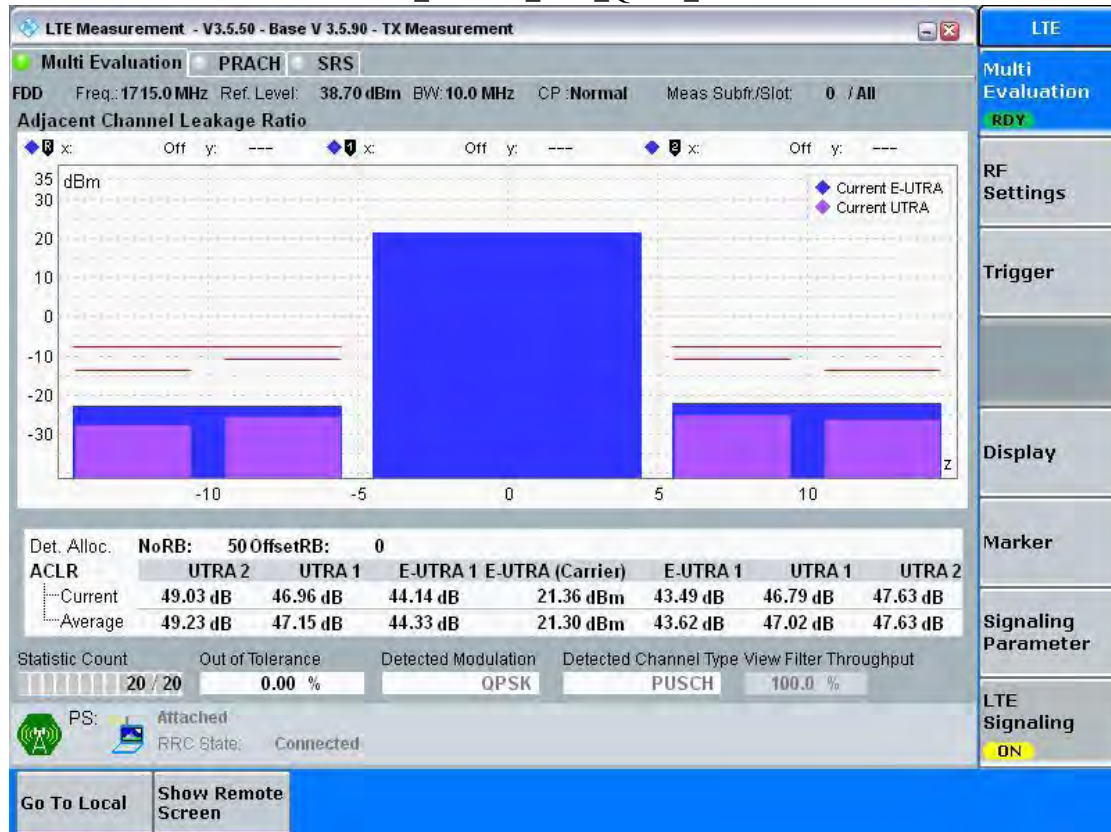 LTE Measurement - V3.5.50 - Base V 3.5.90 - TX Measurement
LTE
Multi Evaluation PRACH SRS
FDD Freq.: 1715.0 MHz Ref. Level: 38.70 dBm BW: 10.0 MHz CP :Normal Meas Subfr./Slot: 0 / All
Adjacent Channel Leakage Ratio
R x: Off y: --- 1 x: Off y: --- 2 x: Off y: ---
35 dBm
30
20
10
0
-10
-20
-30
Current E-UTRA
Current UTRA
Z
-10 -5 0 5 10
Det. Alloc. NoRB: 50 OffsetRB: 0
ACLR UTRA 2 UTRA 1 E-UTRA 1 E-UTRA (Carrier) E-UTRA 1 UTRA 1 UTRA 2
Current 49.03 dB 46.96 dB 44.14 dB 21.36 dBm 43.49 dB 46.79 dB 47.63 dB
Average 49.23 dB 47.15 dB 44.33 dB 21.30 dBm 43.62 dB 47.02 dB 47.63 dB
Statistic Count Out of Tolerance Detected Modulation Detected Channel Type View Filter Throughput
20 / 20 0.00 % QPSK PUSCH 100.0 %
PS: Attached
RRC State: Connected
Multi
Evaluation
RDY
RF
Settings
Trigger
Display
Marker
Signaling
Parameter
LTE
Signaling
ON
Go To Local
Show Remote
Screen